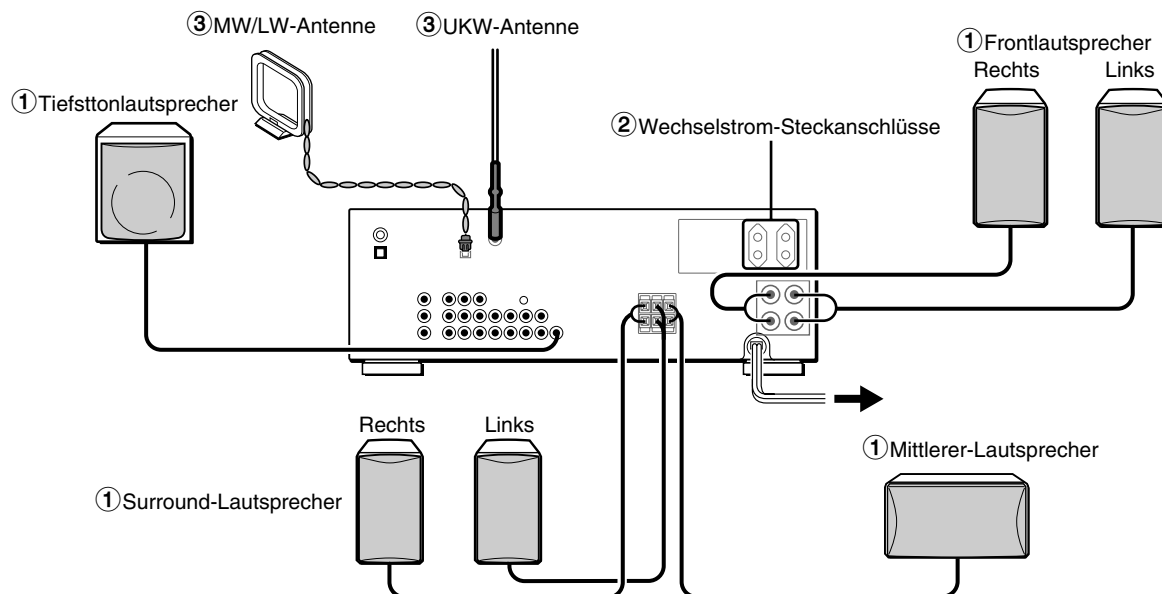 ③MW/LW-Antenne
③UKW-Antenne
①Frontlautsprecher
Rechts
Links
①Tiefsttonlautsprecher
②Wechselstrom-Steckanschlüsse
Rechts
Links
①Surround-Lautsprecher
①Mittlerer-Lautsprecher